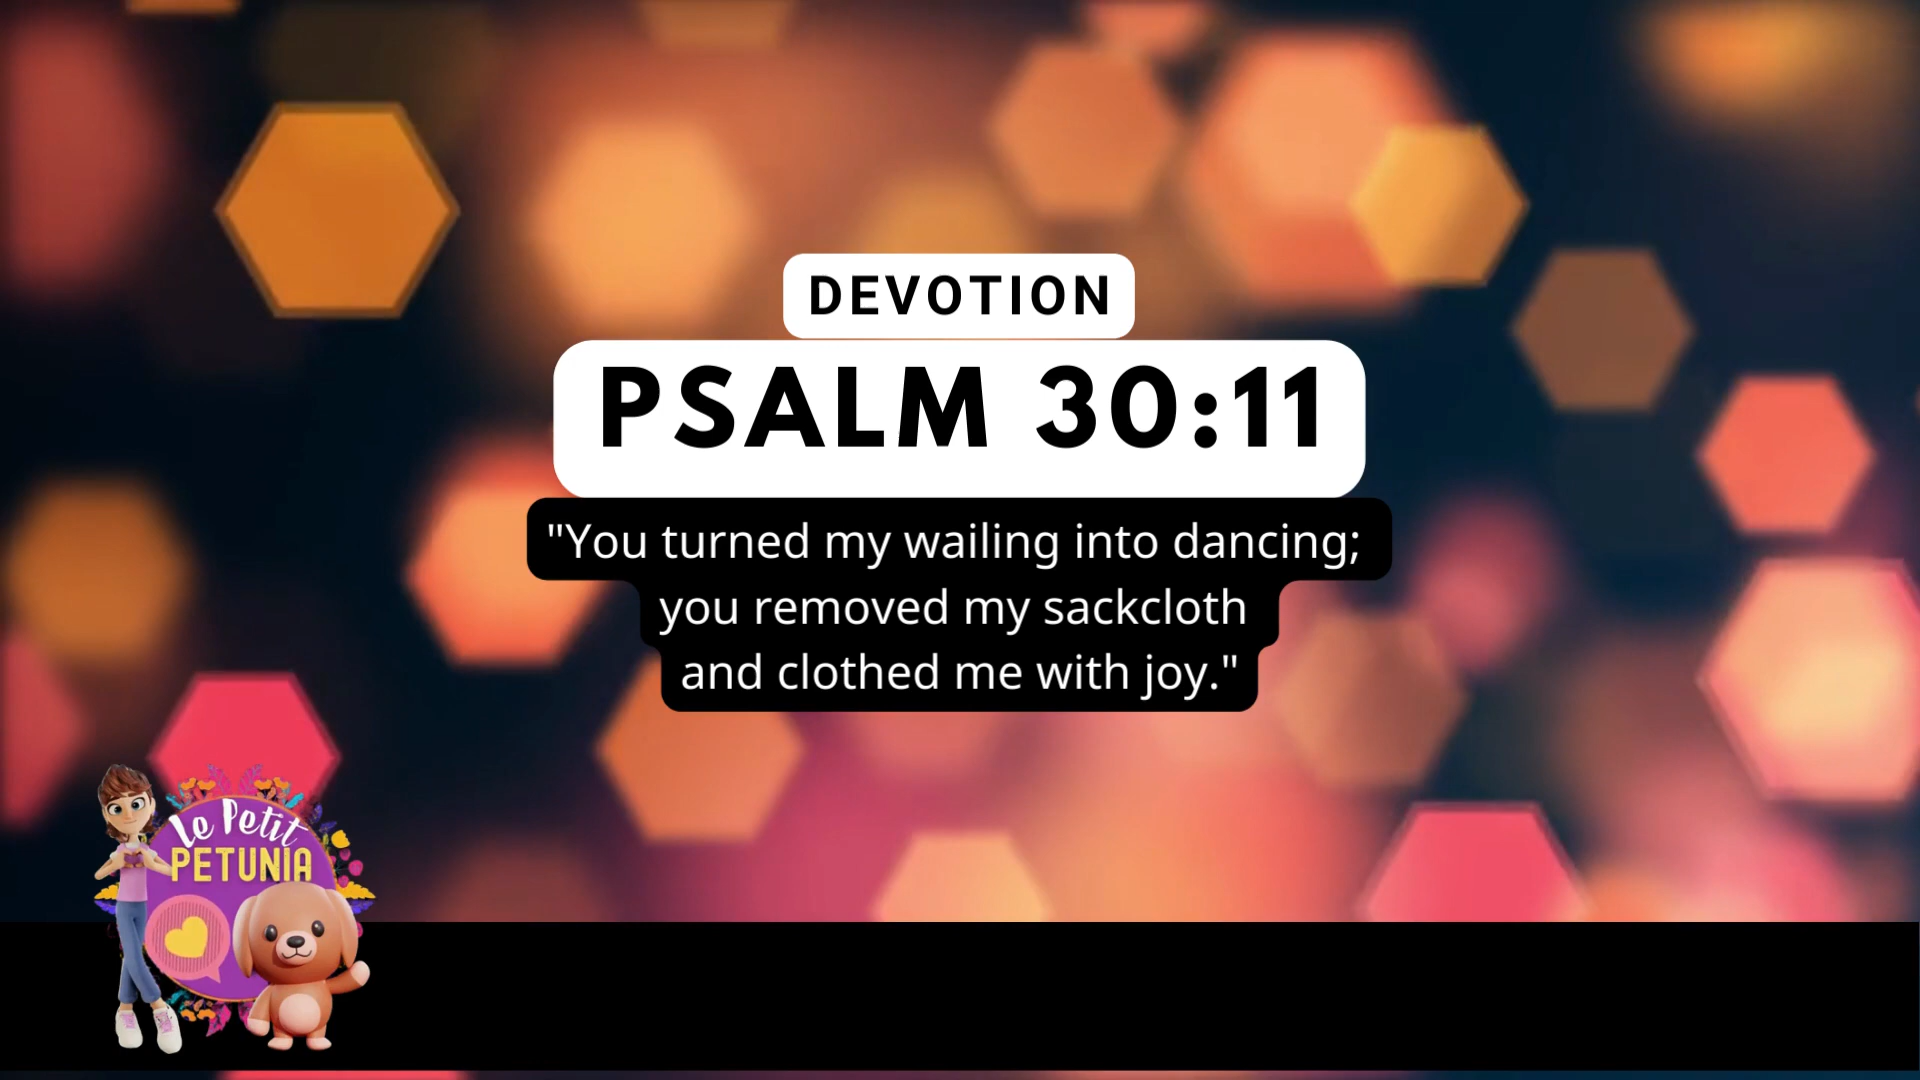 DEVOTION
PSALM 30:11
"You turned my wailing into dancing;
you removed my sackcloth
and clothed me with joy."
Le Petit
PETUNIA